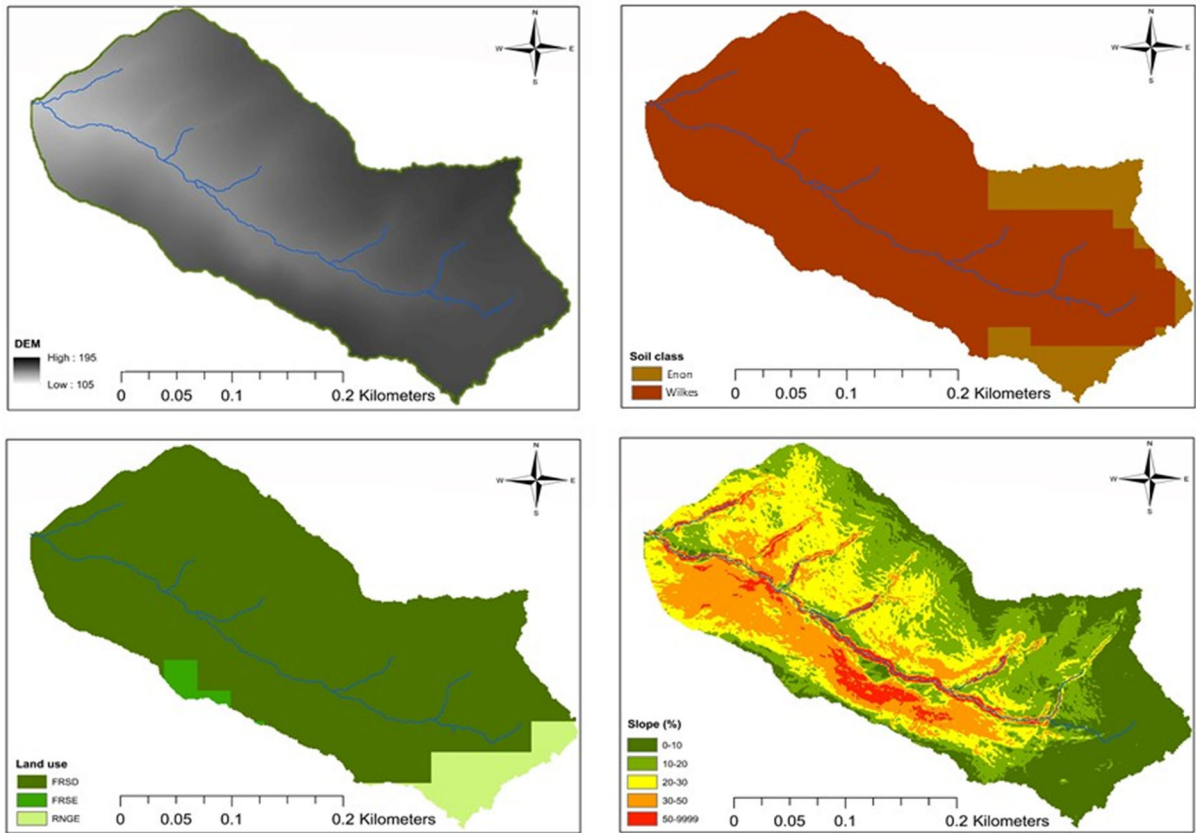 N
W E
S
DEM
High : 195
Low : 105
0 0.05 0.1 0.2 Kilometers
N
W E
S
Soil class
Enon
Wilkes
0 0.05 0.1 0.2 Kilometers
N
W E
S
Land use
FRSD
FRSE
RNGE
0 0.05 0.1 0.2 Kilometers
N
W E
S
Slope (%)
0-10
10-20
20-30
30-50
50-9999
0 0.05 0.1 0.2 Kilometers